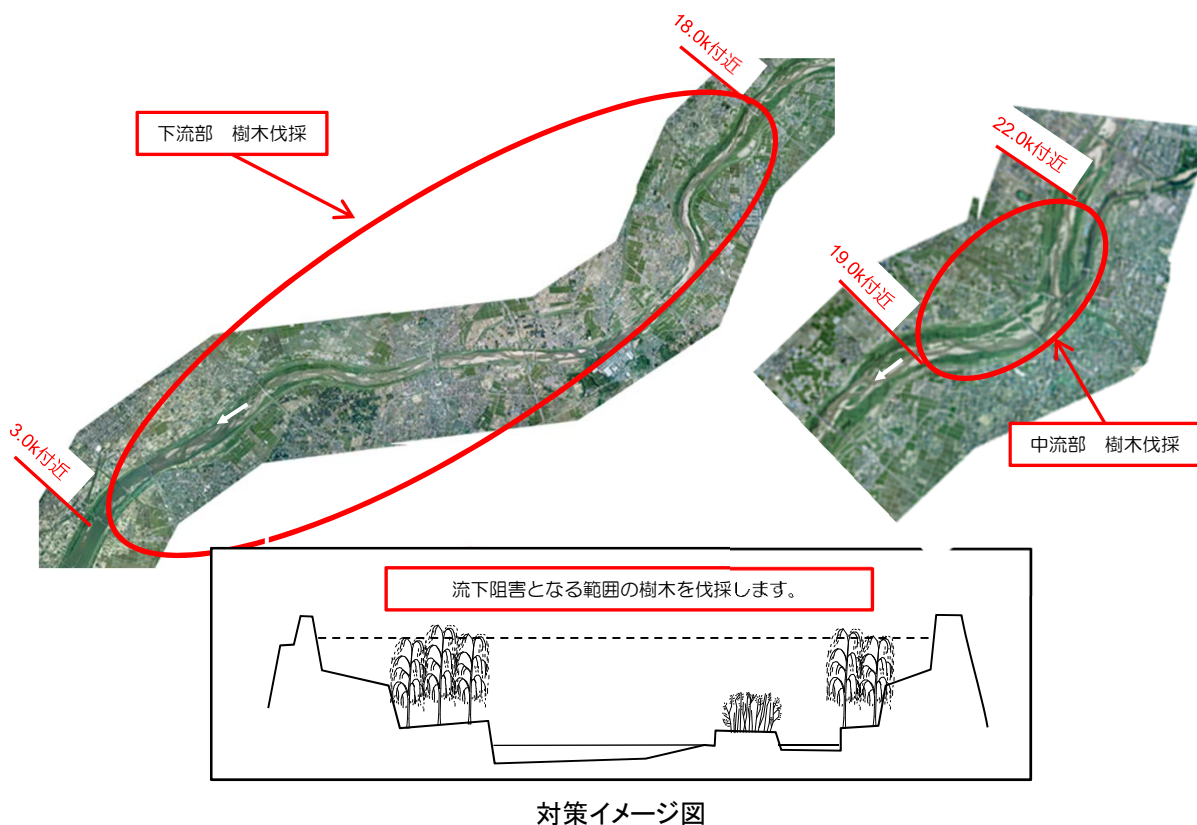 18.0k付近
下流部　樹木伐採
22.0k付近
19.0k付近
3.0k付近
中流部　樹木伐採
流下阻害となる範囲の樹木を伐採します。
対策イメージ図